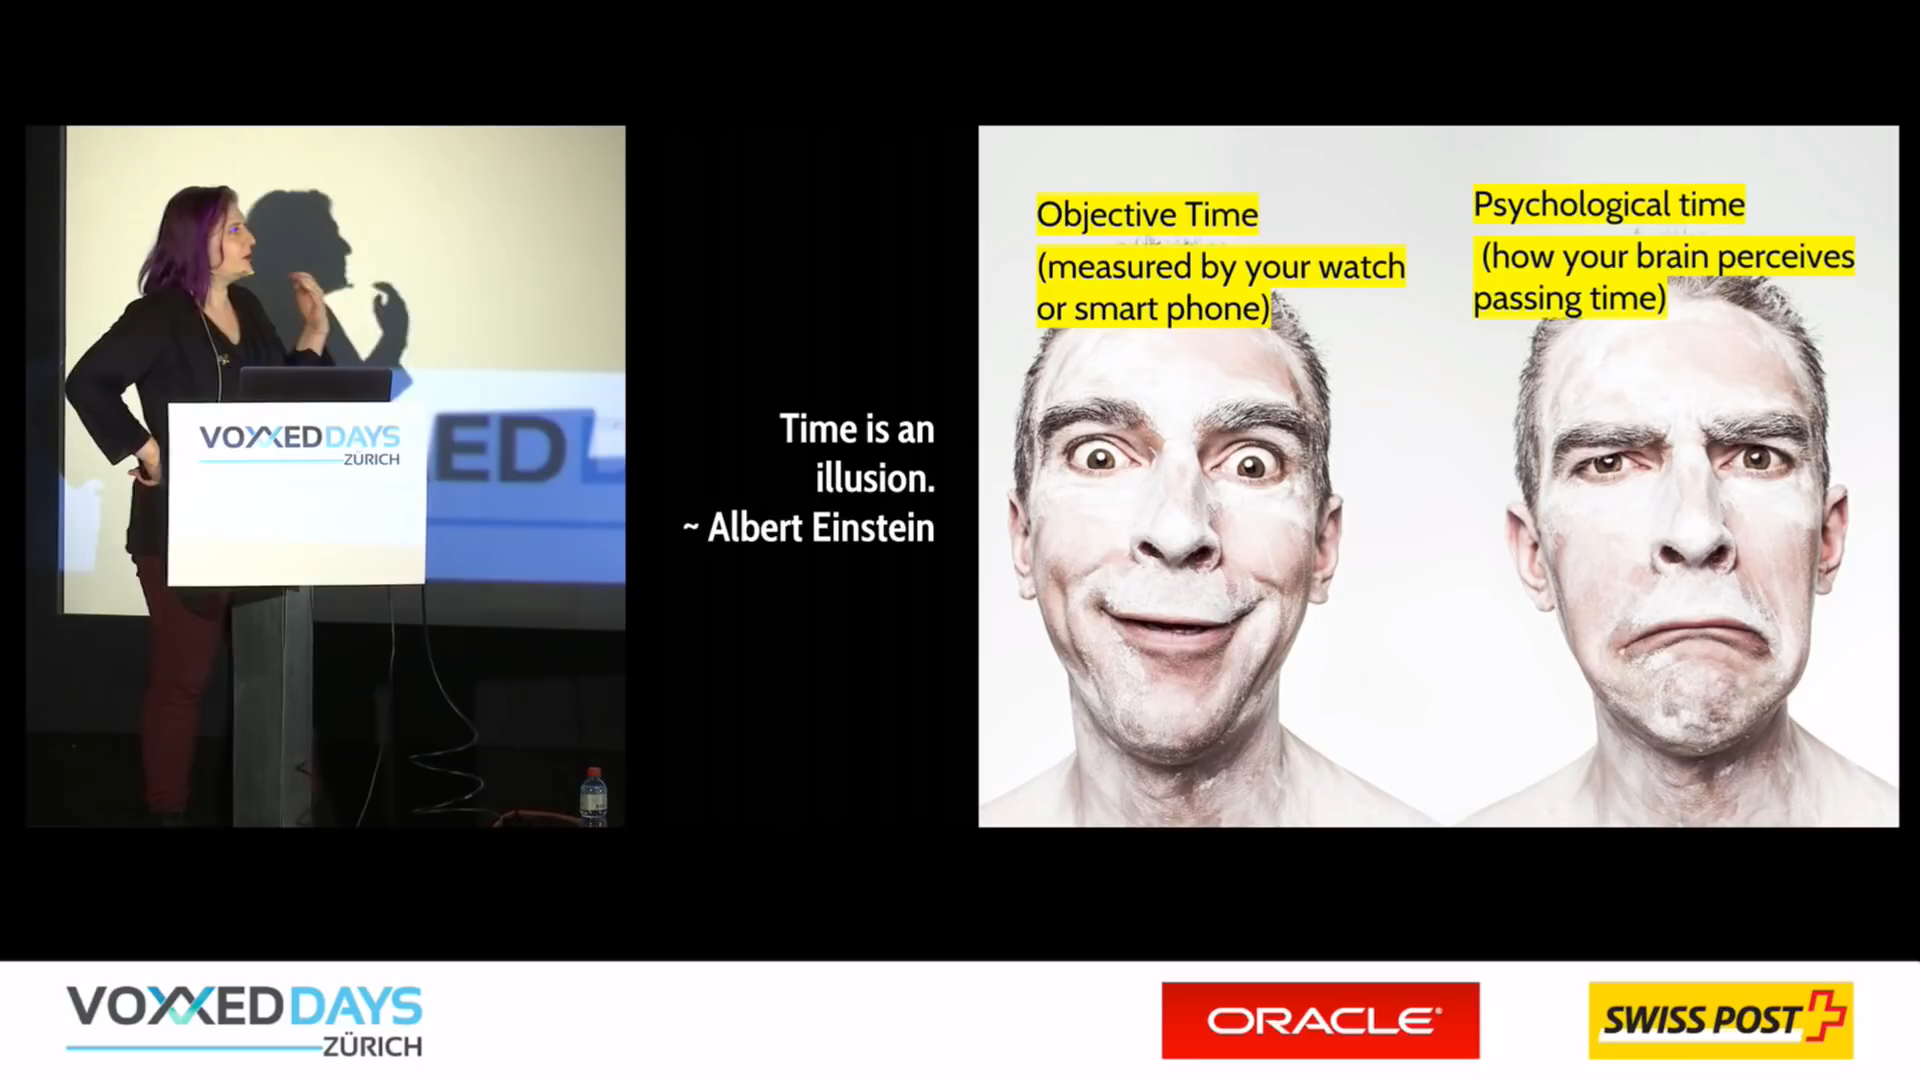 VOXXEDDAYS
ZÜRICH
ED
Time is an
illusion.
~ Albert Einstein
Objective Time
(measured by your watch
or smart phone)
Psychological time
(how your brain perceives
passing time)
VOXXEDDAYS
ZÜRICH
ORACLE®
SWISS POST